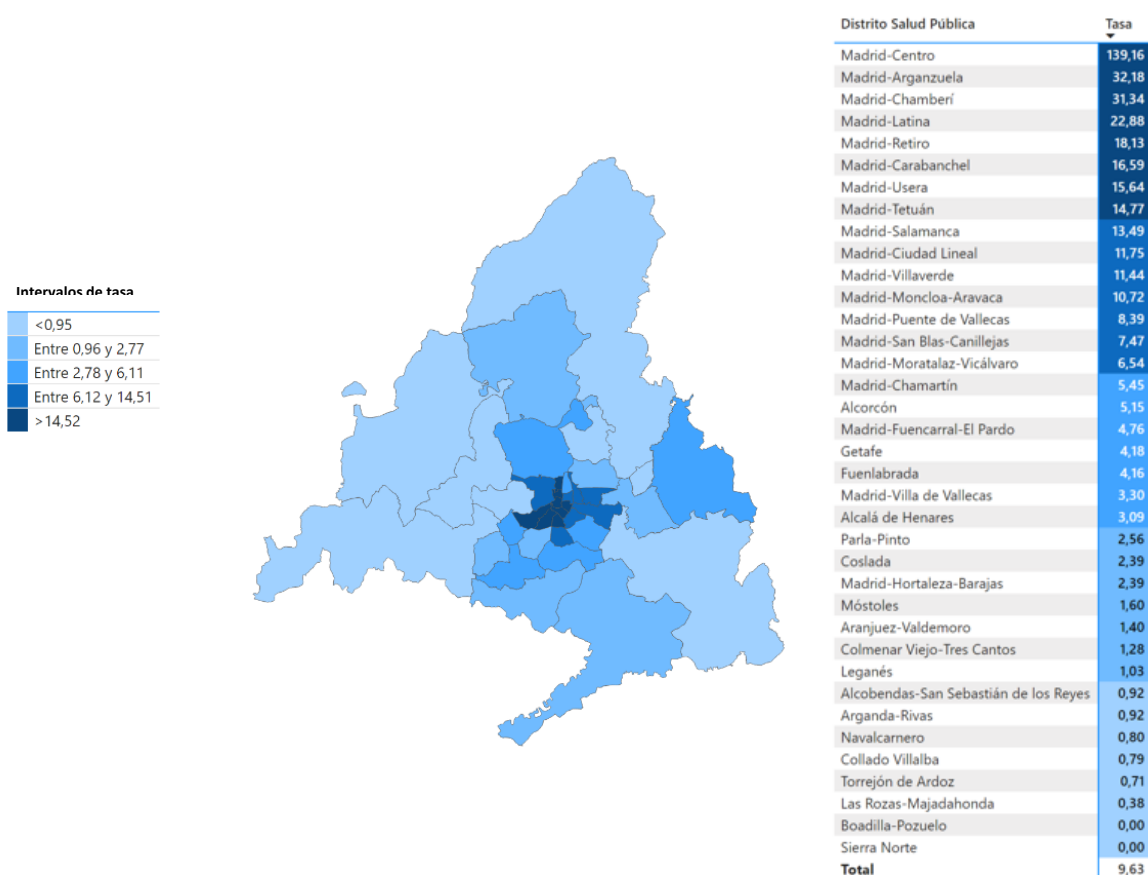 Intervalos de tasa
<0,95
Entre 0,96 y 2,77
Entre 2,78 y 6,11
Entre 6,12 y 14,51
>14,52
Distrito Salud Pública Tasa
Madrid-Centro 139,16
Madrid-Arganzuela 32,18
Madrid-Chamberí 31,34
Madrid-Latina 22,88
Madrid-Retiro 18,13
Madrid-Carabanchel 16,59
Madrid-Usera 15,64
Madrid-Tetuán 14,77
Madrid-Salamanca 13,49
Madrid-Ciudad Lineal 11,75
Madrid-Villaverde 11,44
Madrid-Moncloa-Aravaca 10,72
Madrid-Puente de Vallecas 8,39
Madrid-San Blas-Canillejas 7,47
Madrid-Moratalaz-Vicálvaro 6,54
Madrid-Chamartín 5,45
Alcorcón 5,15
Madrid-Fuencarral-El Pardo 4,76
Getafe 4,18
Fuenlabrada 4,16
Madrid-Villa de Vallecas 3,30
Alcalá de Henares 3,09
Parla-Pinto 2,56
Coslada 2,39
Madrid-Hortaleza-Barajas 2,39
Móstoles 1,60
Aranjuez-Valdemoro 1,40
Colmenar Viejo-Tres Cantos 1,28
Leganés 1,03
Alcobendas-San Sebastián de los Reyes 0,92
Arganda-Rivas 0,92
Navalcarnero 0,80
Collado Villalba 0,79
Torrejón de Ardoz 0,71
Las Rozas-Majadahonda 0,38
Boadilla-Pozuelo 0,00
Sierra Norte 0,00
Total 9,63